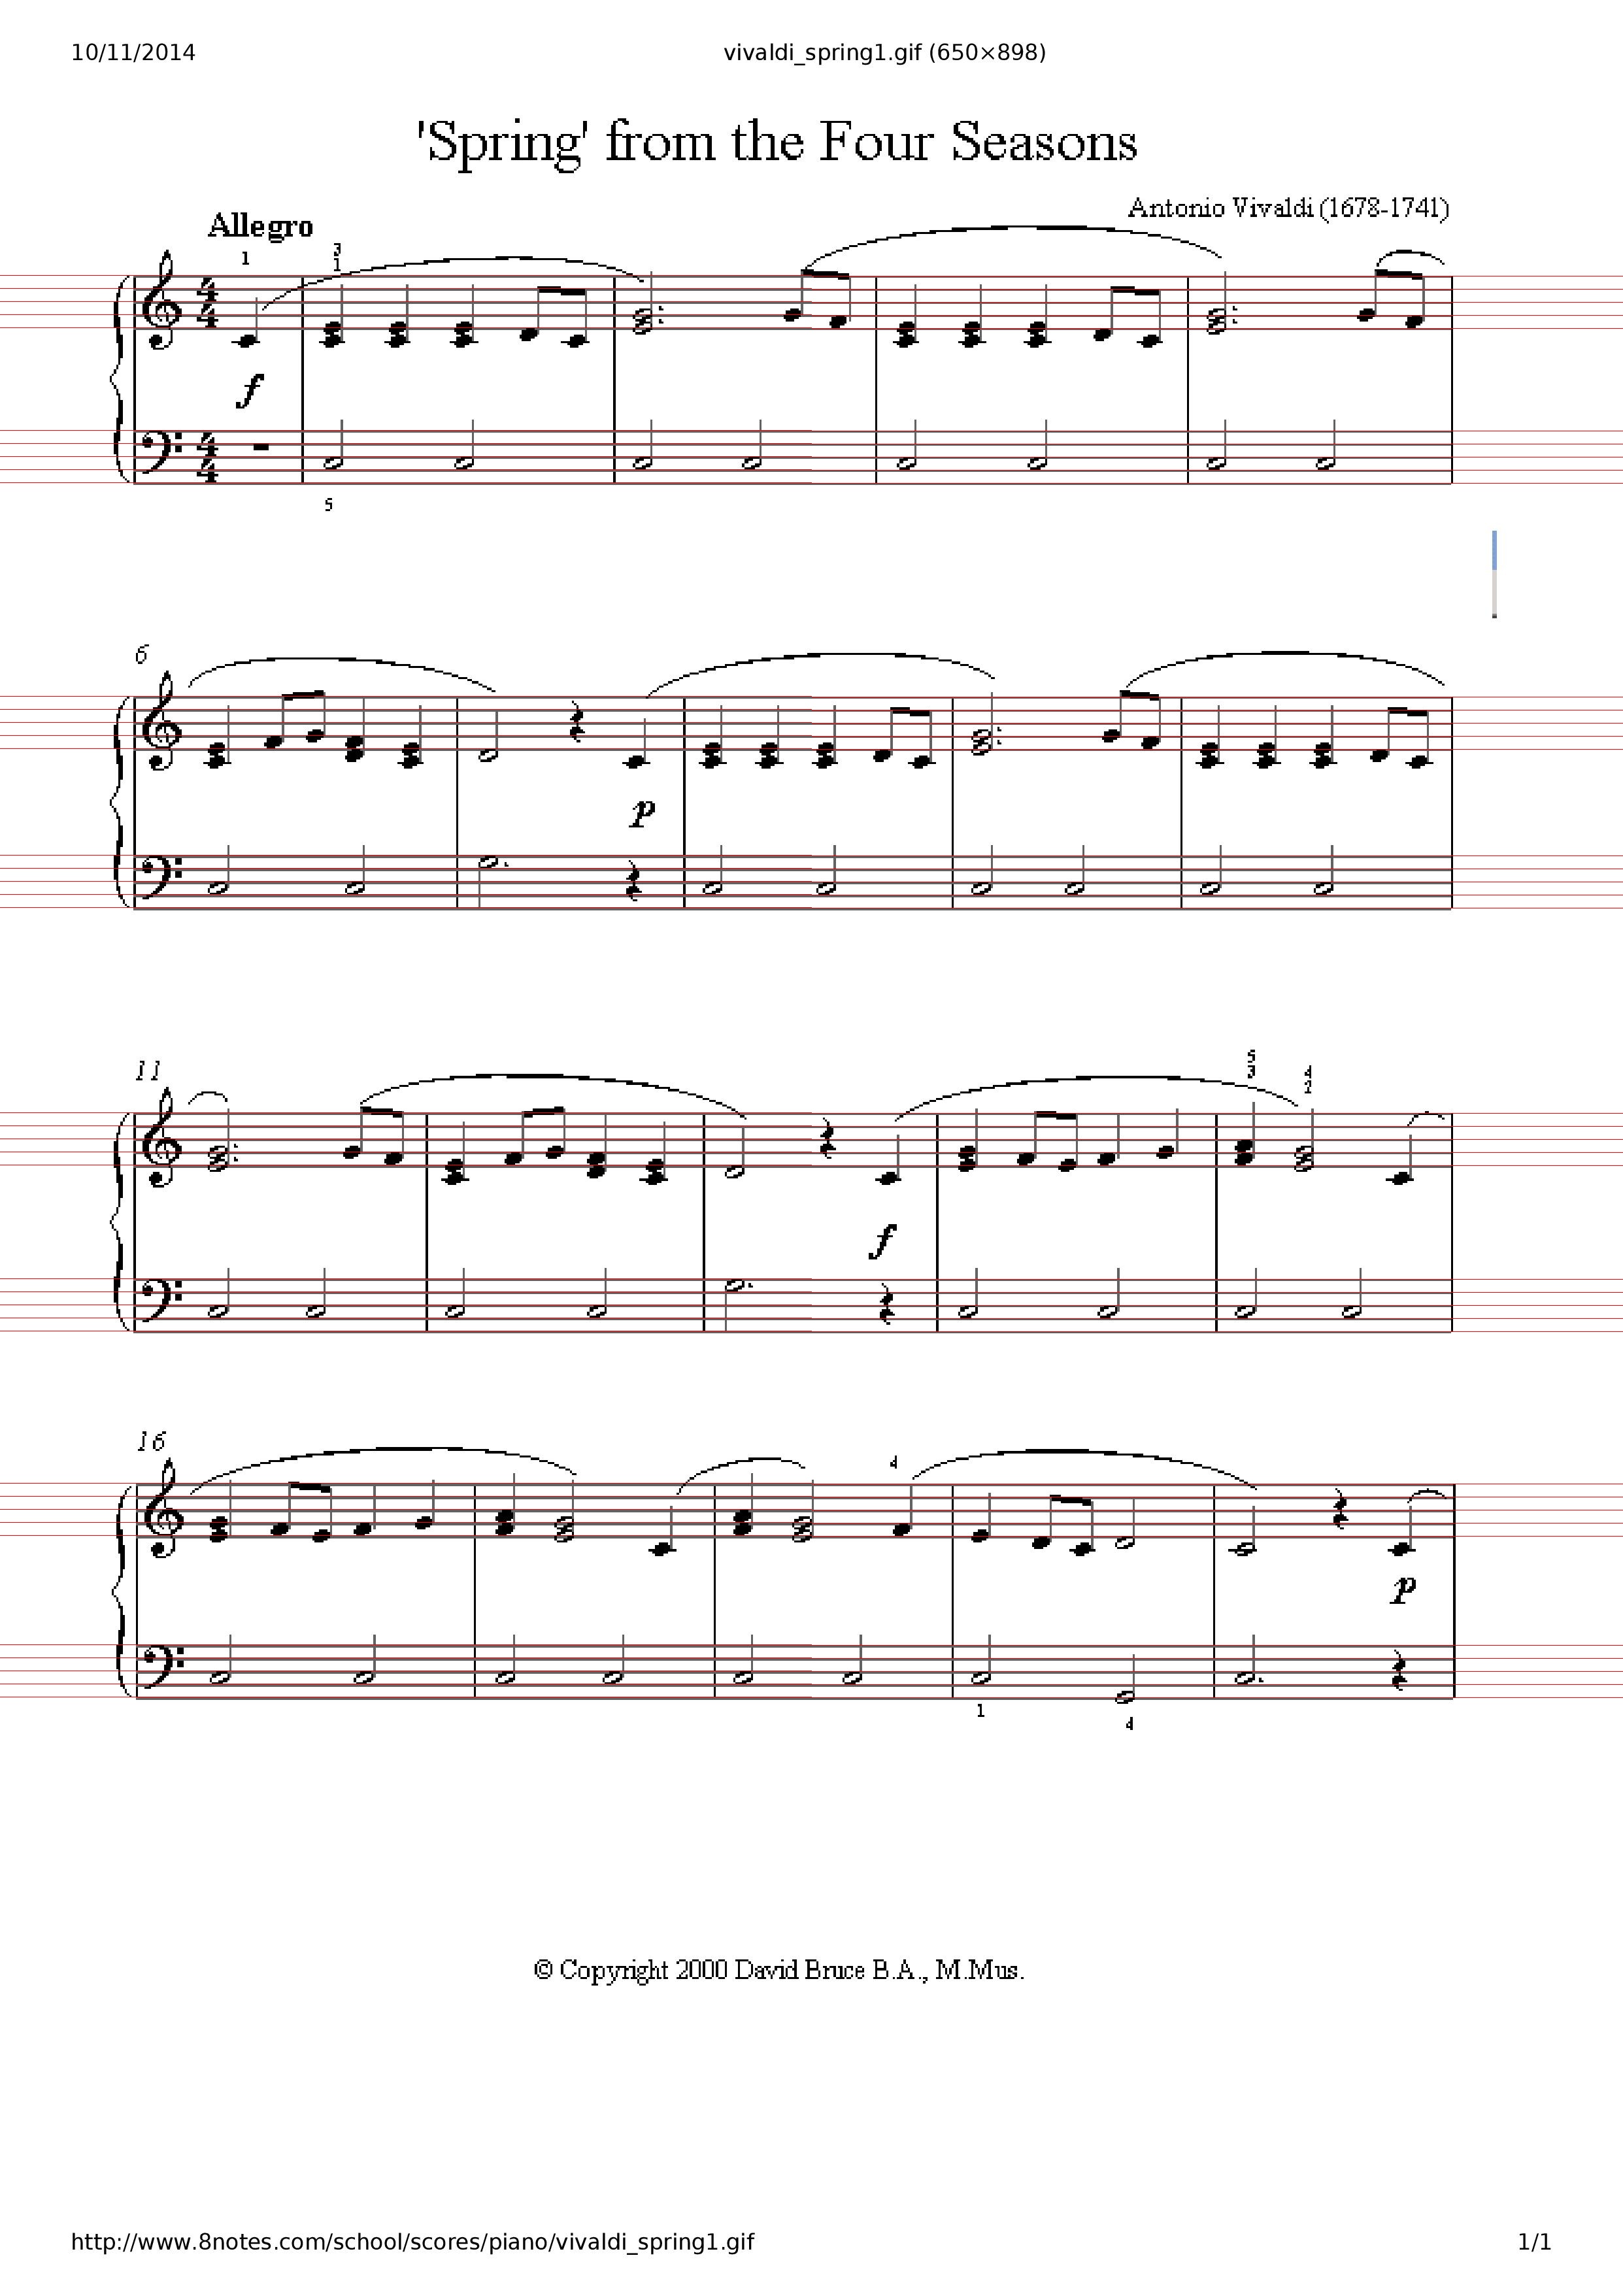 10/11/2014 vivaldi_spring1.gif (650×898)
'Spring' from the Four Seasons
Antonio Vivaldi (1678-1741)
Allegro
1 3
1
4
4
f
4
4
5
6
p
11
5
3 4
2
f
16
4
p
1
4
© Copyright 2000 David Bruce B.A., M.Mus.
http://www.8notes.com/school/scores/piano/vivaldi_spring1.gif 1/1